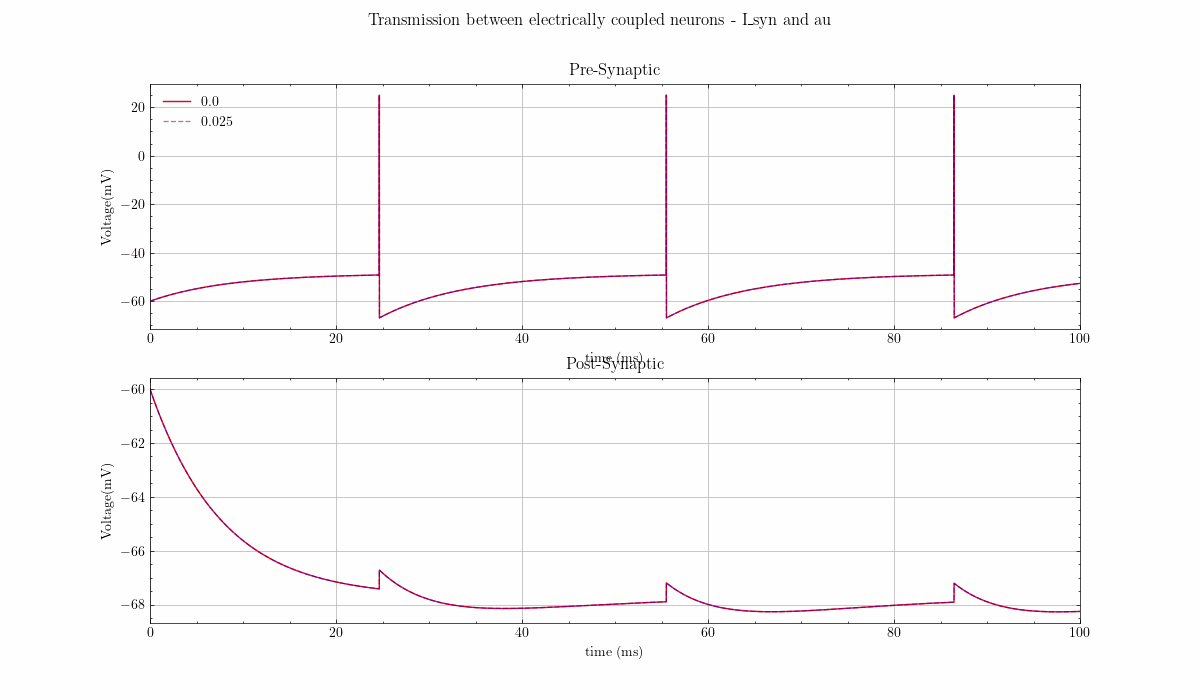 Transmission between electrically coupled neurons - I_syn and au
Pre-Synaptic
0.0
0.025
Voltage(mV)
20
0
−20
−40
−60
0 20 40 60 80 100
time (ms)
Post-Synaptic
Voltage(mV)
−60
−62
−64
−66
−68
0 20 40 60 80 100
time (ms)